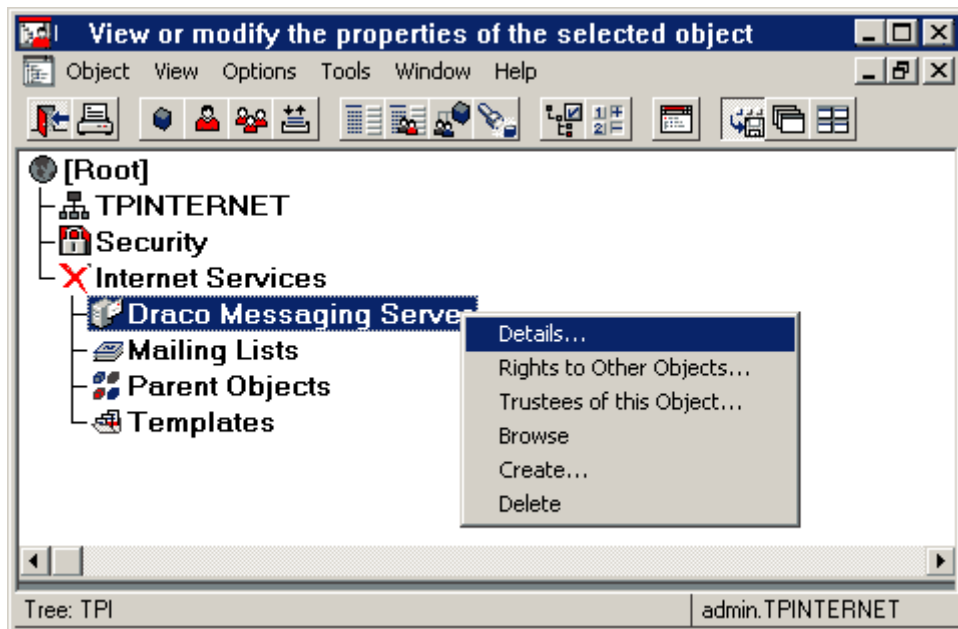 View or modify the properties of the selected object
Object View Options Tools Window Help
[Root]
TPINTERNET
Security
Internet Services
Draco Messaging Server
Mailing Lists
Parent Objects
Templates
Details...
Rights to Other Objects...
Trustees of this Object...
Browse
Create...
Delete
Tree: TPI admin.TPINTERNET